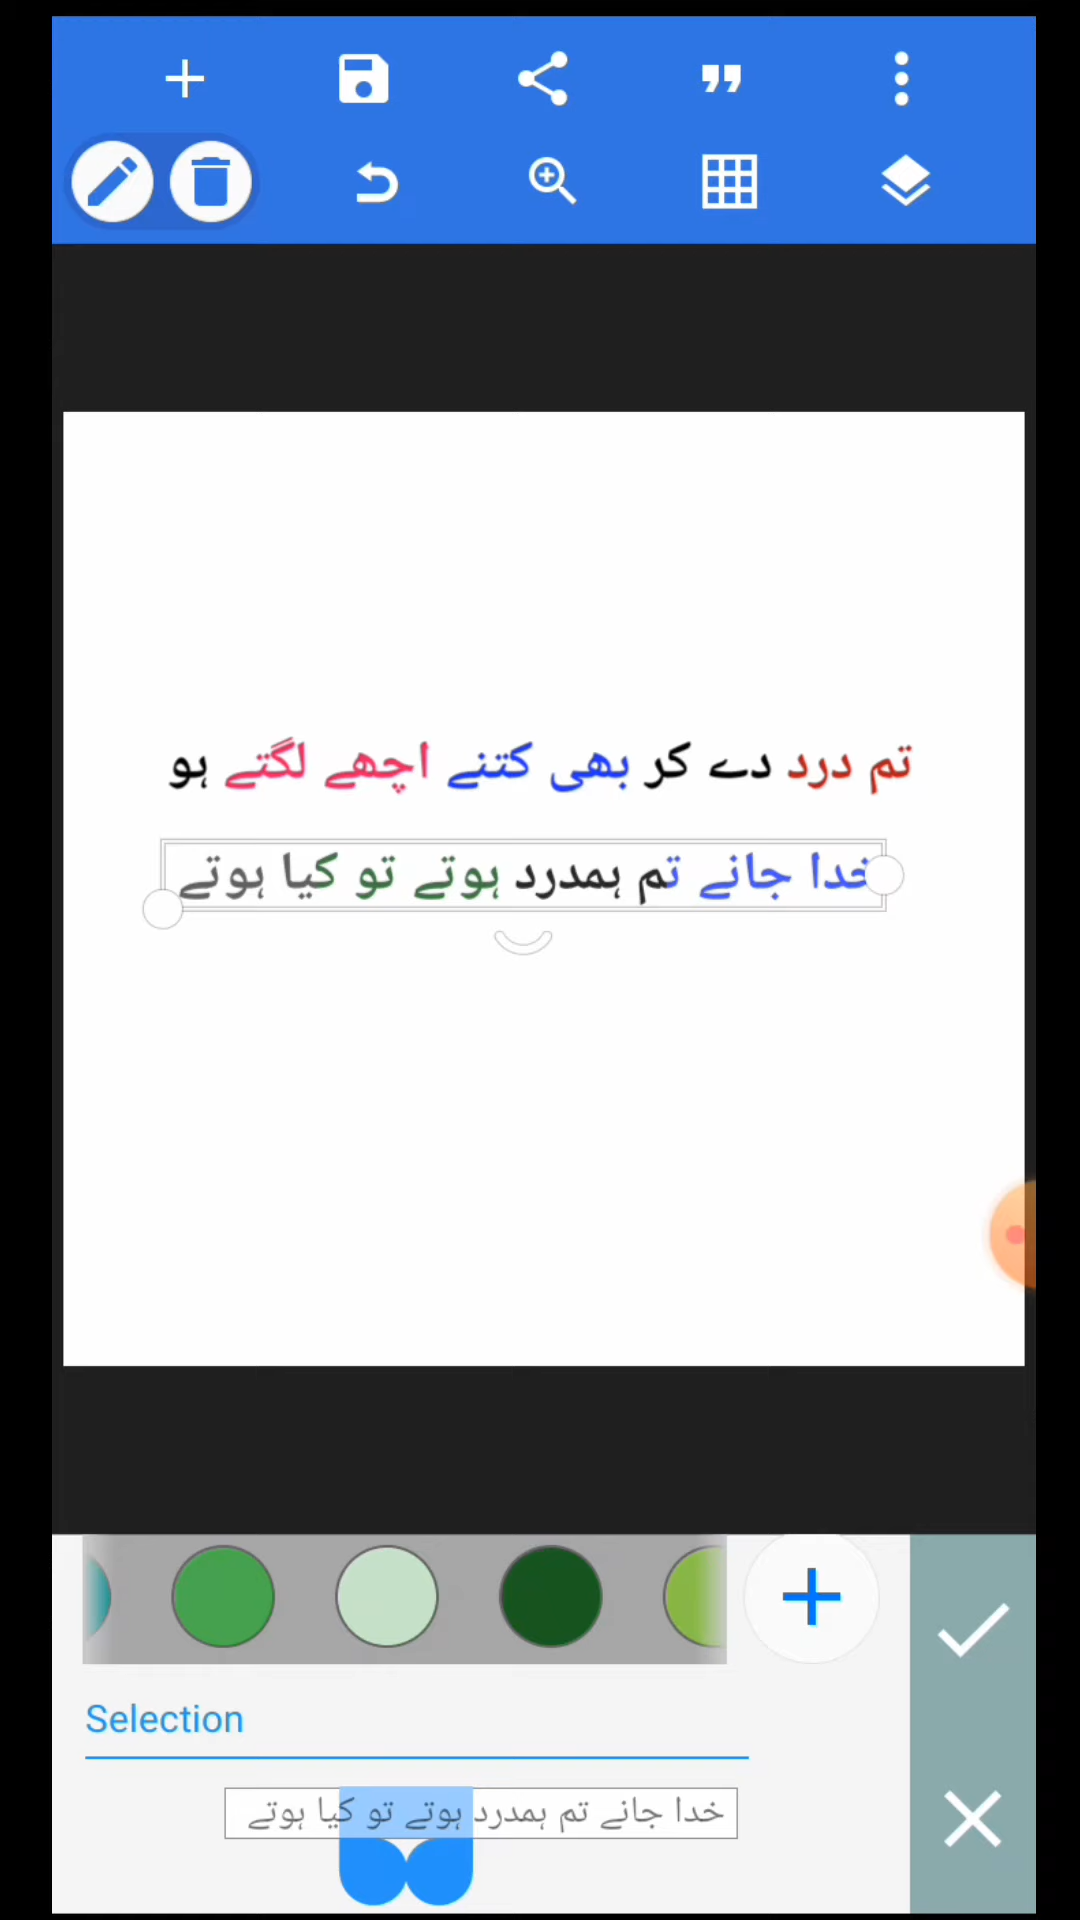 تم درد دے کر بھی کتنے اچھے لگتے ہو
خدا جانے تم ہمدرد ہوتے تو کیا ہوتے
Selection
خدا جانے تم ہمدرد ہوتے تو کیا ہوتے